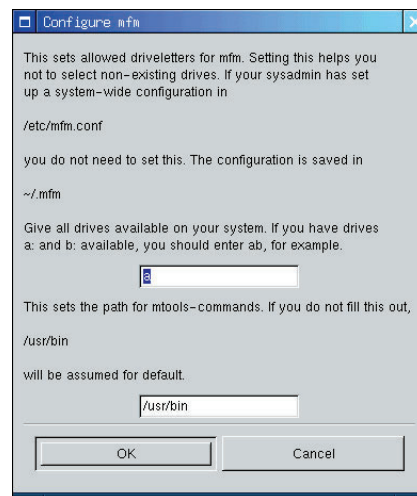 Configure mfm
This sets allowed driveletters for mfm. Setting this helps you
not to select non-existing drives. If your sysadmin has set
up a system-wide configuration in
/etc/mfm.conf
you do not need to set this. The configuration is saved in
~/.mfm
Give all drives available on your system. If you have drives
a: and b: available, you should enter ab, for example.
a
This sets the path for mtools-commands. If you do not fill this out,
/usr/bin
will be assumed for default.
/usr/bin
OK
Cancel